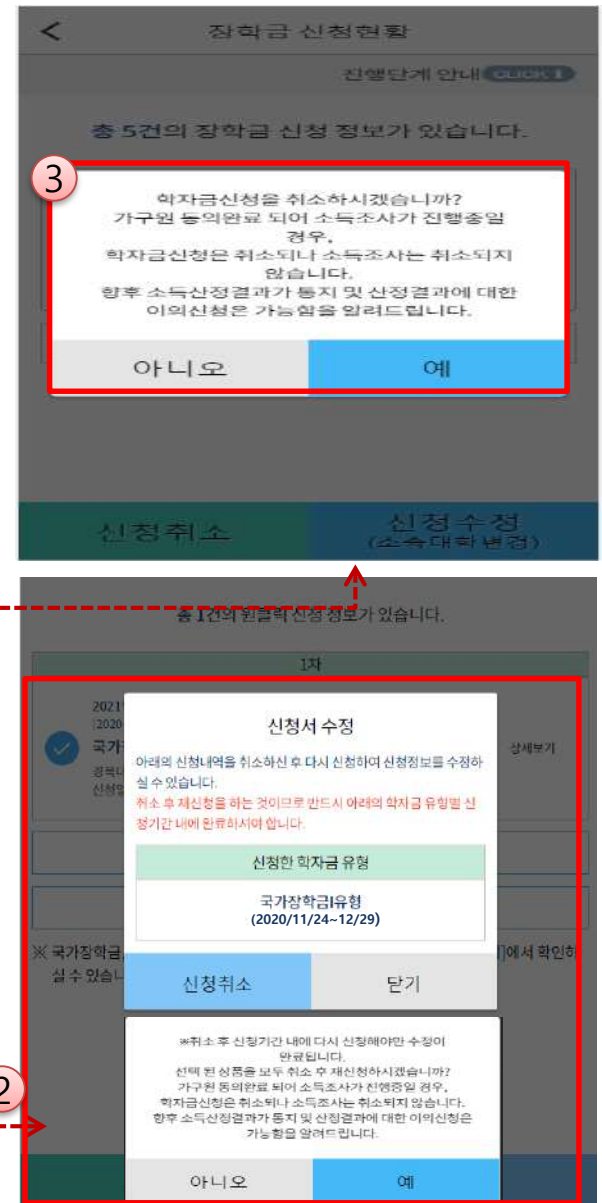 장학금 신청현황
진행단계 안내 CLICK !
총 5건의 장학금 신청 정보가 있습니다.
3
학자금신청을 취소하시겠습니까?
가구원 동의완료 되어 소득조사가 진행중일
경우,
학자금신청은 취소되나 소득조사는 취소되지
않습니다.
향후 소득산정결과가 통지 및 산정결과에 대한
이의신청은 가능함을 알려드립니다.
아니오
예
신청취소
신청수정
(소속대학변경)
총 1건의 원클릭 신청 정보가 있습니다.
1차
2021
(2020
국가
상세보기
경북대
신청일
신청서 수정
아래의 신청내역을 취소하신 후 다시 신청하여 신청정보를 수정하
실 수 있습니다.
취소 후 재신청을 하는 것이므로 반드시 아래의 학자금 유형별 신
청기간 내에 완료하셔야 합니다.
신청한 학자금 유형
국가장학금Ⅰ유형
(2020/11/24~12/29)
※ 국가장학금,
]에서 확인하
실 수 있습니
신청취소
닫기
※취소 후 신청기간 내에 다시 신청해야만 수정이
완료됩니다.
선택 된 상품을 모두 취소 후 재신청하시겠습니까?
가구원 동의완료 되어 소득조사가 진행중일 경우,
학자금신청은 취소되나 소득조사는 취소되지 않습니다.
향후 소득산정결과가 통지 및 산정결과에 대한 이의신청은
가능함을 알려드립니다.
2
아니오
예